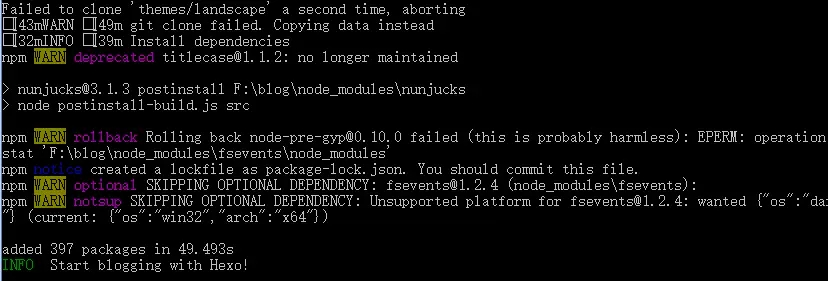 Failed to clone 'themes/landscape' a second time, aborting
[43mWARN [49m git clone failed. Copying data instead
[32mINFO [39m Install dependencies
npm WARN deprecated titlecase@1.1.2: no longer maintained
> nunjucks@3.1.3 postinstall F:\blog\node_modules\nunjucks
> node postinstall-build.js src
npm WARN rollback Rolling back node-pre-gyp@0.10.0 failed (this is probably harmless): EPERM: operation
stat 'F:\blog\node_modules\fsevents\node_modules'
npm notice created a lockfile as package-lock.json. You should commit this file.
npm WARN optional SKIPPING OPTIONAL DEPENDENCY: fsevents@1.2.4 (node_modules\fsevents):
npm WARN notsup SKIPPING OPTIONAL DEPENDENCY: Unsupported platform for fsevents@1.2.4: wanted {"os":"da
"} (current: {"os":"win32","arch":"x64"})
added 397 packages in 49.493s
INFO  Start blogging with Hexo!